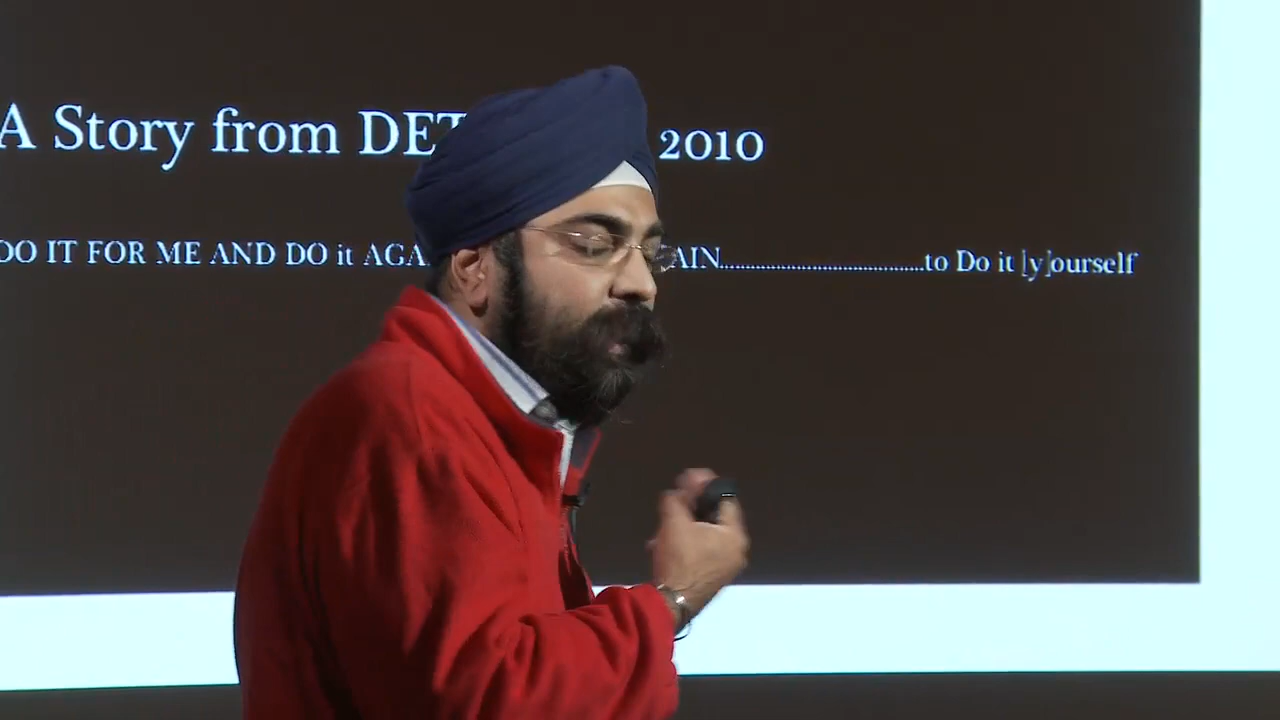 A Story from DET 2010
DO IT FOR ME AND DO it AGA AIN................................to Do it [y]ourself